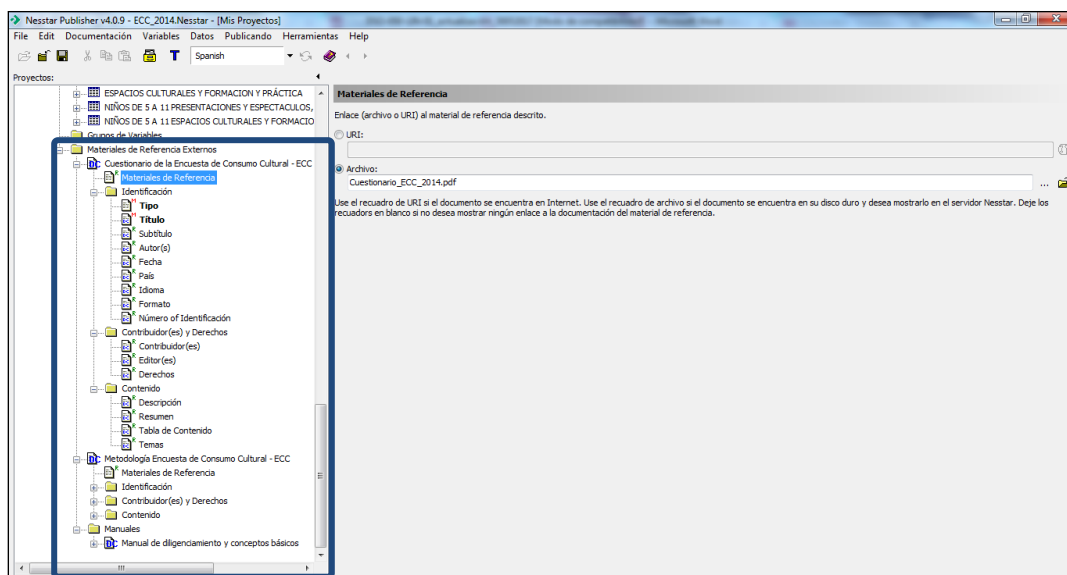 Nesstar Publisher v4.0.9 - ECC_2014.Nesstar - [Mis Proyectos]
File Edit Documentación Variables Datos Publicando Herramientas Help
T Spanish
Proyectos:
ESPACIOS CULTURALES Y FORMACION Y PRÁCTICA
NIÑOS DE 5 A 11 PRESENTACIONES Y ESPECTACULOS,
NIÑOS DE 5 A 11 ESPACIOS CULTURALES Y FORMACIO
Grupos de Variables
Materiales de Referencia Externos
DC Cuestionario de la Encuesta de Consumo Cultural - ECC
R Materiales de Referencia
Identificación
M Tipo
M Título
R Subtítulo
R Autor(s)
R Fecha
R País
R Idioma
R Formato
R Número of Identificación
Contribuidor(es) y Derechos
R Contribuidor(es)
R Editor(es)
R Derechos
Contenido
R Descripción
R Resumen
R Tabla de Contenido
R Temas
DC Metodología Encuesta de Consumo Cultural - ECC
R Materiales de Referencia
Identificación
Contribuidor(es) y Derechos
Contenido
Manuales
DC Manual de diligenciamiento y conceptos básicos
Materiales de Referencia
Enlace (archivo o URI) al material de referencia descrito.
URI:
Archivo:
Cuestionario_ECC_2014.pdf
...
Use el recuadro de URI si el documento se encuentra en Internet. Use el recuadro de archivo si el documento se encuentra en su disco duro y desea mostrarlo en el servidor Nesstar. Deje los
recuadors en blanco si no desea mostrar ningún enlace a la documentación del material de referencia.